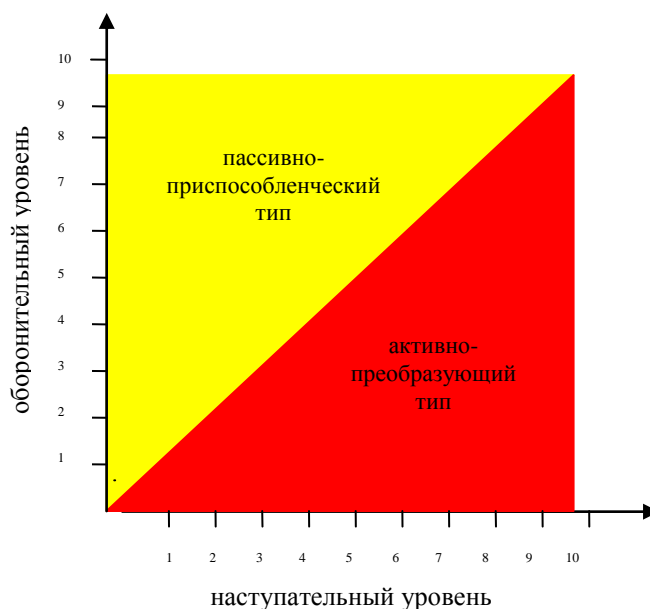 10
9
8
7
6
5
4
3
2
1
оборонительный уровень
пассивно-
приспособленческий
тип
активно-
преобразующий
тип
1 2 3 4 5 6 7 8 9 10
наступательный уровень